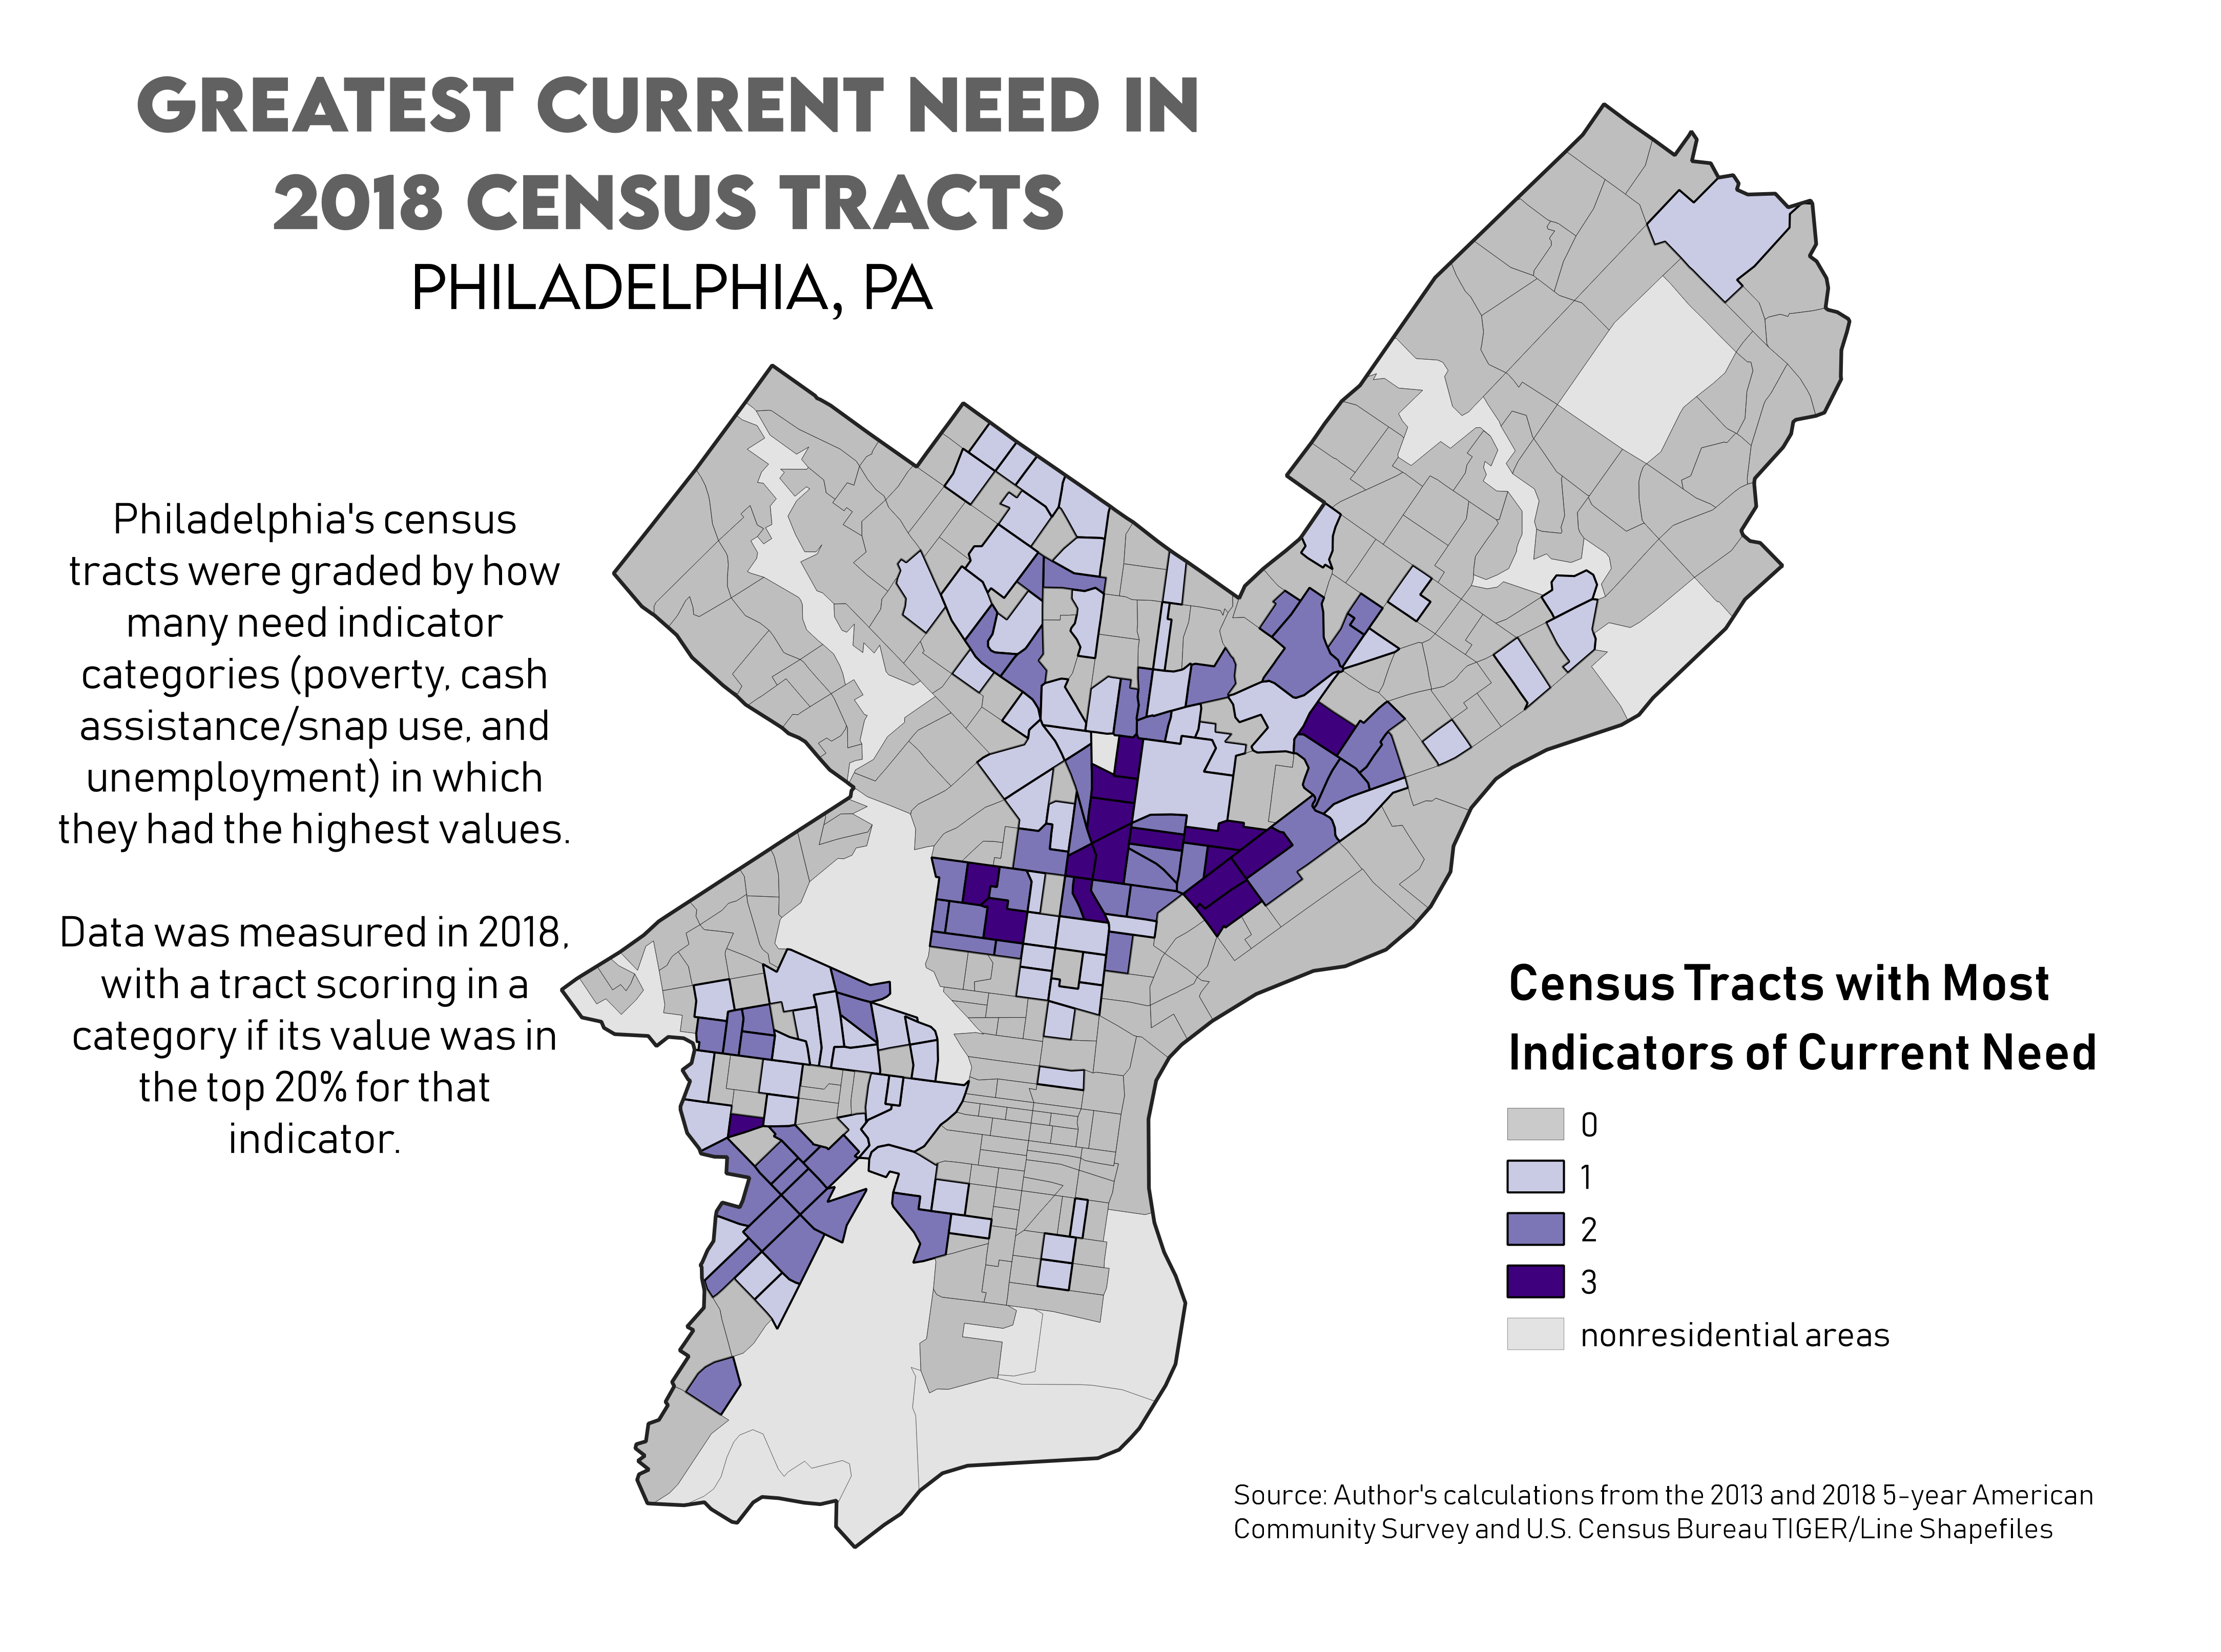 GREATEST CURRENT NEED IN
2018 CENSUS TRACTS
PHILADELPHIA, PA
Philadelphia's census
tracts were graded by how
many need indicator
categories (poverty, cash
assistance/snap use, and
unemployment) in which
they had the highest values.
Data was measured in 2018,
with a tract scoring in a
category if its value was in
the top 20% for that
indicator.
Census Tracts with Most
Indicators of Current Need
0
1
2
3
nonresidential areas
Source: Author's calculations from the 2013 and 2018 5-year American
Community Survey and U.S. Census Bureau TIGER/Line Shapefiles